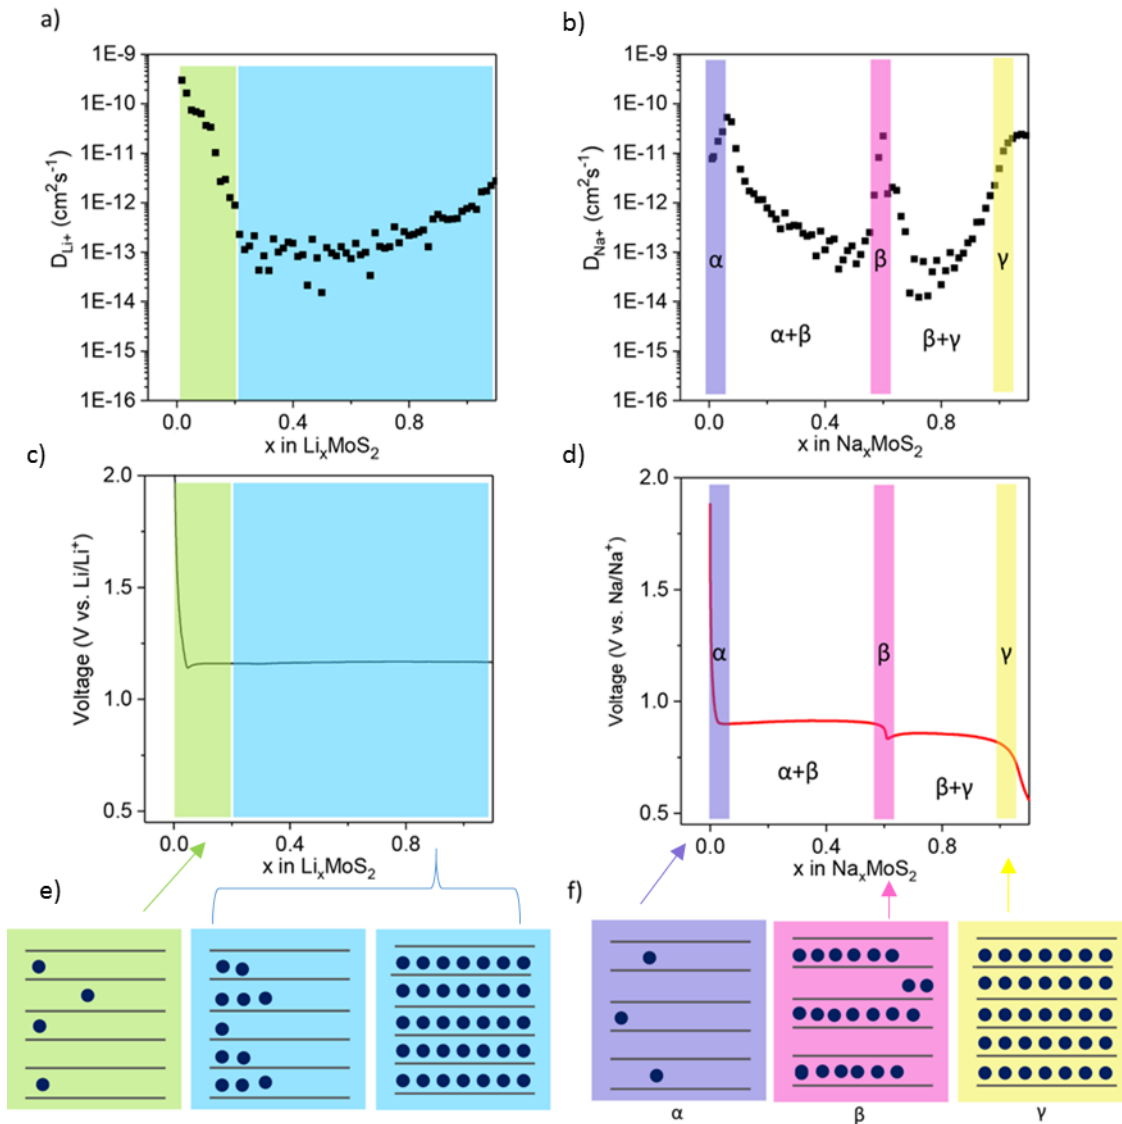 a)
1E-9
1E-10
1E-11
1E-12
1E-13
1E-14
1E-15
1E-16
D_Li+ (cm²s⁻¹)
0.0 0.4 0.8
x in LiₓMoS₂
b)
1E-9
1E-10
1E-11
1E-12
1E-13
1E-14
1E-15
1E-16
D_Na+ (cm²s⁻¹)
α
β
γ
α+β
β+γ
0.0 0.4 0.8
x in NaₓMoS₂
c)
2.0
1.5
1.0
0.5
Voltage (V vs. Li/Li⁺)
0.0 0.4 0.8
x in LiₓMoS₂
d)
2.0
1.5
1.0
0.5
Voltage (V vs. Na/Na⁺)
α
β
γ
α+β
β+γ
0.0 0.4 0.8
x in NaₓMoS₂
e)
f)
α
β
γ